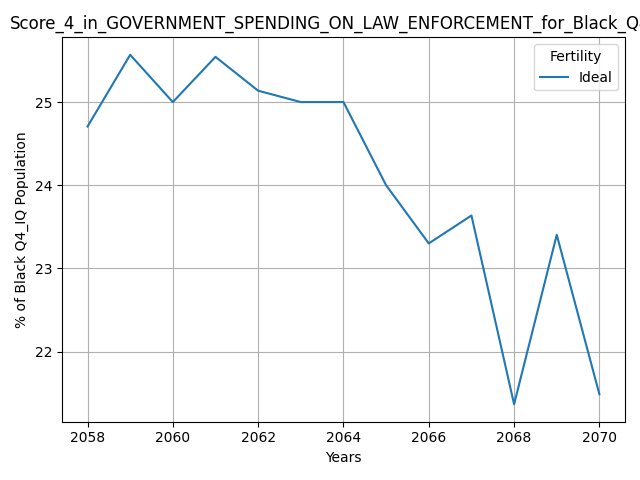 Score_4_in_GOVERNMENT_SPENDING_ON_LAW_ENFORCEMENT_for_Black_Q
Fertility
Ideal
% of Black Q4_IQ Population
25
24
23
22
2058 2060 2062 2064 2066 2068 2070
Years